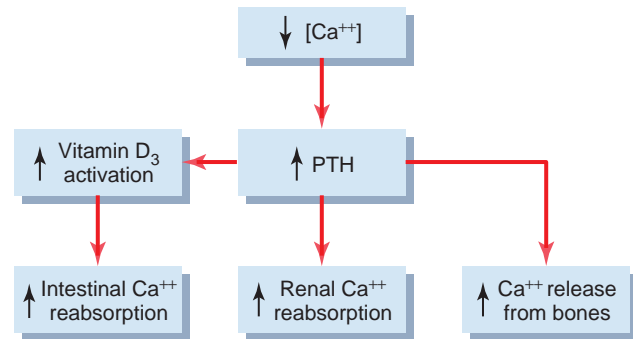 ↓ [Ca⁺⁺]
↑ Vitamin D₃
activation
↑ PTH
↑ Intestinal Ca⁺⁺
reabsorption
↑ Renal Ca⁺⁺
reabsorption
↑ Ca⁺⁺ release
from bones